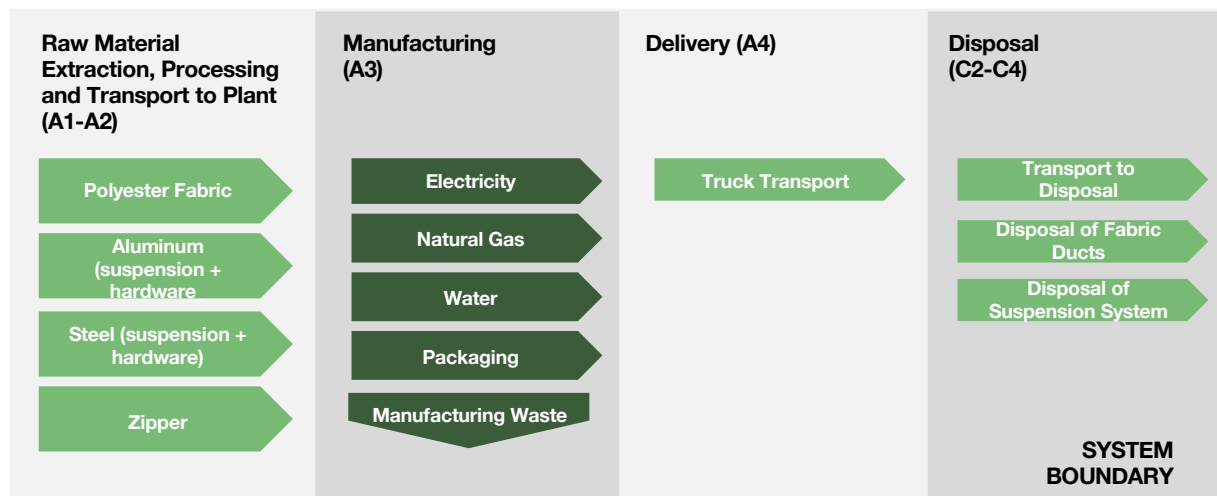 Raw Material
Extraction, Processing
and Transport to Plant
(A1-A2)
Polyester Fabric
Aluminum
(suspension +
hardware
Steel (suspension +
hardware)
Zipper
Manufacturing
(A3)
Electricity
Natural Gas
Water
Packaging
Manufacturing Waste
Delivery (A4)
Truck Transport
Disposal
(C2-C4)
Transport to
Disposal
Disposal of Fabric
Ducts
Disposal of
Suspension System
SYSTEM
BOUNDARY